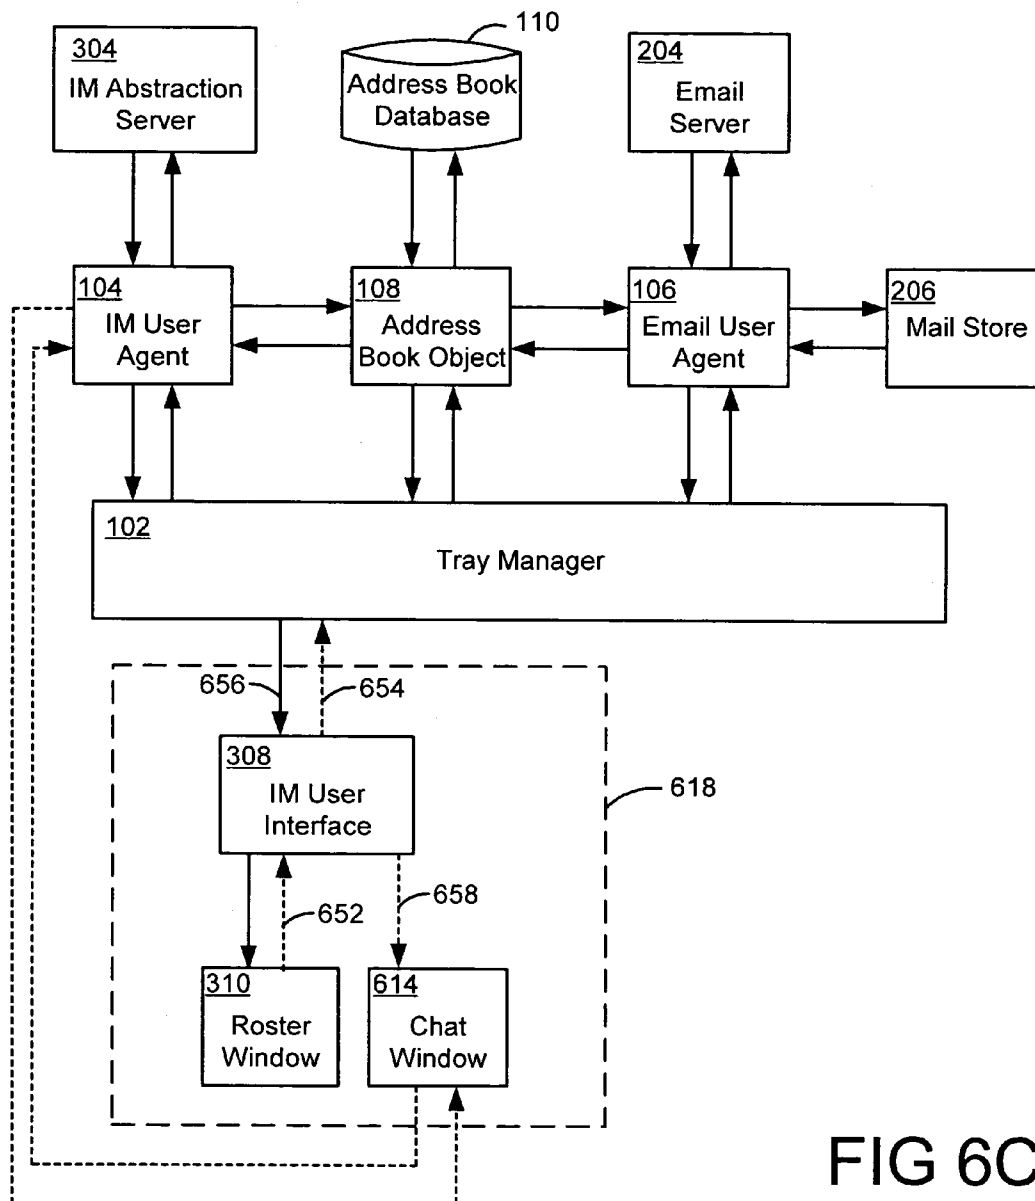 110
304
IM Abstraction
Server
Address Book
Database
204
Email
Server
104
IM User
Agent
108
Address
Book Object
106
Email User
Agent
206
Mail Store
102
Tray Manager
656
654
308
IM User
Interface
618
652
658
310
Roster
Window
614
Chat
Window
FIG 6C